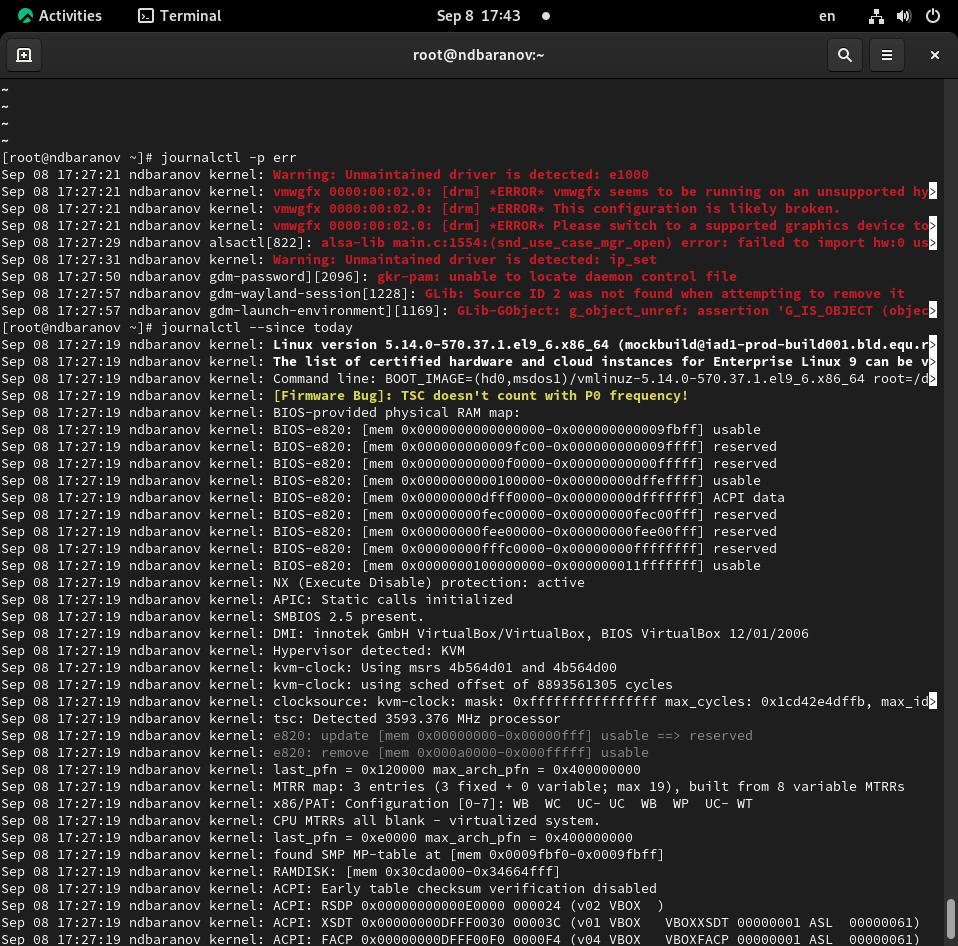 Activities Terminal Sep 8 17:43 en
root@ndbaranov:~
~
~
~
~
[root@ndbaranov ~]# journalctl -p err
Sep 08 17:27:21 ndbaranov kernel: Warning: Unmaintained driver is detected: e1000
Sep 08 17:27:21 ndbaranov kernel: vmwgfx 0000:00:02.0: [drm] *ERROR* vmwgfx seems to be running on an unsupported hy>
Sep 08 17:27:21 ndbaranov kernel: vmwgfx 0000:00:02.0: [drm] *ERROR* This configuration is likely broken.
Sep 08 17:27:21 ndbaranov kernel: vmwgfx 0000:00:02.0: [drm] *ERROR* Please switch to a supported graphics device to>
Sep 08 17:27:29 ndbaranov alsactl[822]: alsa-lib main.c:1554:(snd_use_case_mgr_open) error: failed to import hw:0 us>
Sep 08 17:27:31 ndbaranov kernel: Warning: Unmaintained driver is detected: ip_set
Sep 08 17:27:50 ndbaranov gdm-password][2096]: gkr-pam: unable to locate daemon control file
Sep 08 17:27:57 ndbaranov gdm-wayland-session[1228]: GLib: Source ID 2 was not found when attempting to remove it
Sep 08 17:27:57 ndbaranov gdm-launch-environment][1169]: GLib-GObject: g_object_unref: assertion 'G_IS_OBJECT (objec>
[root@ndbaranov ~]# journalctl --since today
Sep 08 17:27:19 ndbaranov kernel: Linux version 5.14.0-570.37.1.el9_6.x86_64 (mockbuild@iad1-prod-build001.bld.equ.r>
Sep 08 17:27:19 ndbaranov kernel: The list of certified hardware and cloud instances for Enterprise Linux 9 can be v>
Sep 08 17:27:19 ndbaranov kernel: Command line: BOOT_IMAGE=(hd0,msdos1)/vmlinuz-5.14.0-570.37.1.el9_6.x86_64 root=/d>
Sep 08 17:27:19 ndbaranov kernel: [Firmware Bug]: TSC doesn't count with P0 frequency!
Sep 08 17:27:19 ndbaranov kernel: BIOS-provided physical RAM map:
Sep 08 17:27:19 ndbaranov kernel: BIOS-e820: [mem 0x0000000000000000-0x000000000009fbff] usable
Sep 08 17:27:19 ndbaranov kernel: BIOS-e820: [mem 0x000000000009fc00-0x000000000009ffff] reserved
Sep 08 17:27:19 ndbaranov kernel: BIOS-e820: [mem 0x00000000000f0000-0x00000000000fffff] reserved
Sep 08 17:27:19 ndbaranov kernel: BIOS-e820: [mem 0x0000000000100000-0x00000000dffeffff] usable
Sep 08 17:27:19 ndbaranov kernel: BIOS-e820: [mem 0x00000000dfff0000-0x00000000dfffffff] ACPI data
Sep 08 17:27:19 ndbaranov kernel: BIOS-e820: [mem 0x00000000fec00000-0x00000000fec00fff] reserved
Sep 08 17:27:19 ndbaranov kernel: BIOS-e820: [mem 0x00000000fee00000-0x00000000fee00fff] reserved
Sep 08 17:27:19 ndbaranov kernel: BIOS-e820: [mem 0x00000000fffc0000-0x00000000ffffffff] reserved
Sep 08 17:27:19 ndbaranov kernel: BIOS-e820: [mem 0x0000000100000000-0x000000011fffffff] usable
Sep 08 17:27:19 ndbaranov kernel: NX (Execute Disable) protection: active
Sep 08 17:27:19 ndbaranov kernel: APIC: Static calls initialized
Sep 08 17:27:19 ndbaranov kernel: SMBIOS 2.5 present.
Sep 08 17:27:19 ndbaranov kernel: DMI: innotek GmbH VirtualBox/VirtualBox, BIOS VirtualBox 12/01/2006
Sep 08 17:27:19 ndbaranov kernel: Hypervisor detected: KVM
Sep 08 17:27:19 ndbaranov kernel: kvm-clock: Using msrs 4b564d01 and 4b564d00
Sep 08 17:27:19 ndbaranov kernel: kvm-clock: using sched offset of 8893561305 cycles
Sep 08 17:27:19 ndbaranov kernel: clocksource: kvm-clock: mask: 0xffffffffffffffff max_cycles: 0x1cd42e4dffb, max_id>
Sep 08 17:27:19 ndbaranov kernel: tsc: Detected 3593.376 MHz processor
Sep 08 17:27:19 ndbaranov kernel: e820: update [mem 0x00000000-0x00000fff] usable ==> reserved
Sep 08 17:27:19 ndbaranov kernel: e820: remove [mem 0x000a0000-0x000fffff] usable
Sep 08 17:27:19 ndbaranov kernel: last_pfn = 0x120000 max_arch_pfn = 0x400000000
Sep 08 17:27:19 ndbaranov kernel: MTRR map: 3 entries (3 fixed + 0 variable; max 19), built from 8 variable MTRRs
Sep 08 17:27:19 ndbaranov kernel: x86/PAT: Configuration [0-7]: WB  WC  UC- UC  WB  WP  UC- WT
Sep 08 17:27:19 ndbaranov kernel: CPU MTRRs all blank - virtualized system.
Sep 08 17:27:19 ndbaranov kernel: last_pfn = 0xe0000 max_arch_pfn = 0x400000000
Sep 08 17:27:19 ndbaranov kernel: found SMP MP-table at [mem 0x0009fbf0-0x0009fbff]
Sep 08 17:27:19 ndbaranov kernel: RAMDISK: [mem 0x30cda000-0x34664fff]
Sep 08 17:27:19 ndbaranov kernel: ACPI: Early table checksum verification disabled
Sep 08 17:27:19 ndbaranov kernel: ACPI: RSDP 0x00000000000E0000 000024 (v02 VBOX  )
Sep 08 17:27:19 ndbaranov kernel: ACPI: XSDT 0x00000000DFFF0030 00003C (v01 VBOX   VBOXXSDT 00000001 ASL  00000061)
Sep 08 17:27:19 ndbaranov kernel: ACPI: FACP 0x00000000DFFF00F0 0000F4 (v04 VBOX   VBOXFACP 00000001 ASL  00000061)